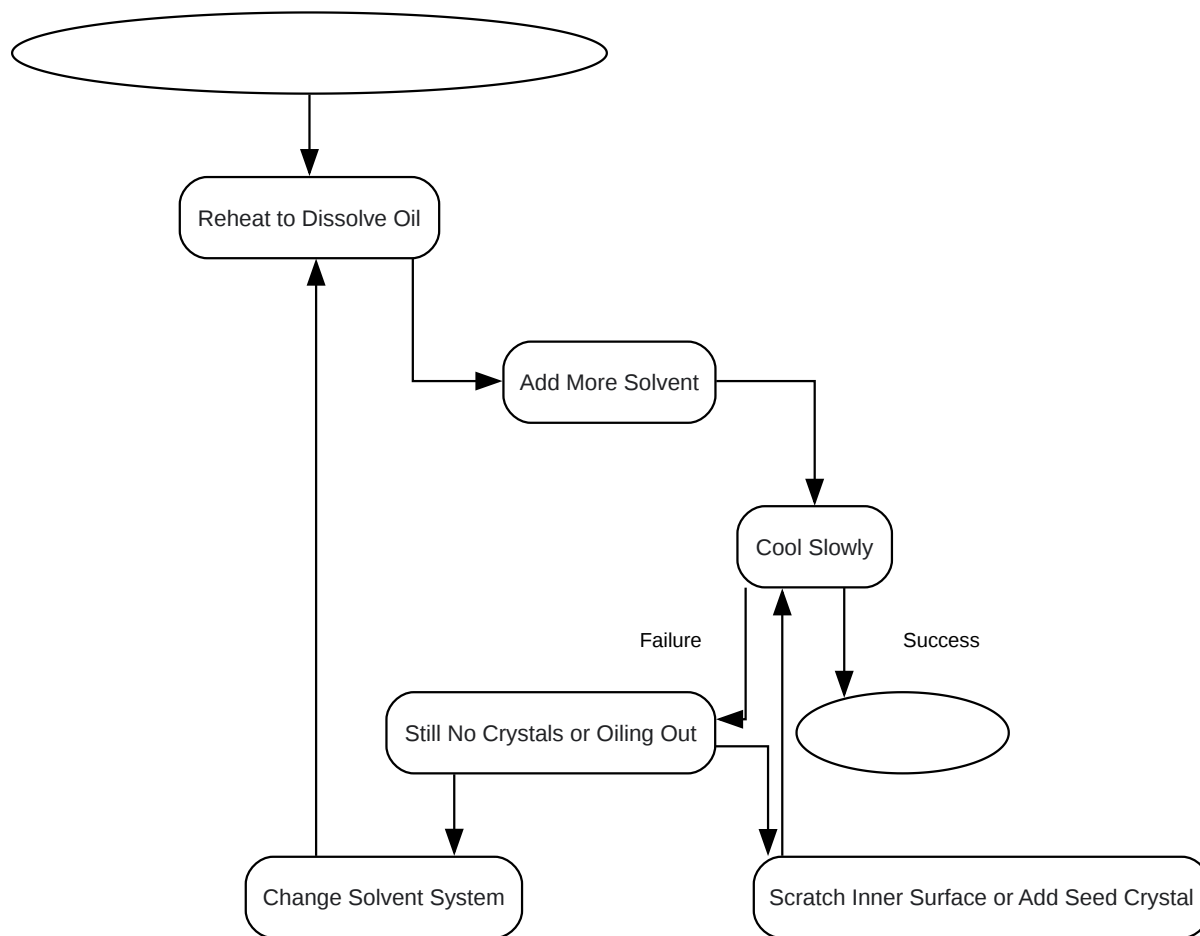 Reheat to Dissolve Oil
Add More Solvent
Cool Slowly
Failure
Success
Still No Crystals or Oiling Out
Change Solvent System
Scratch Inner Surface or Add Seed Crystal